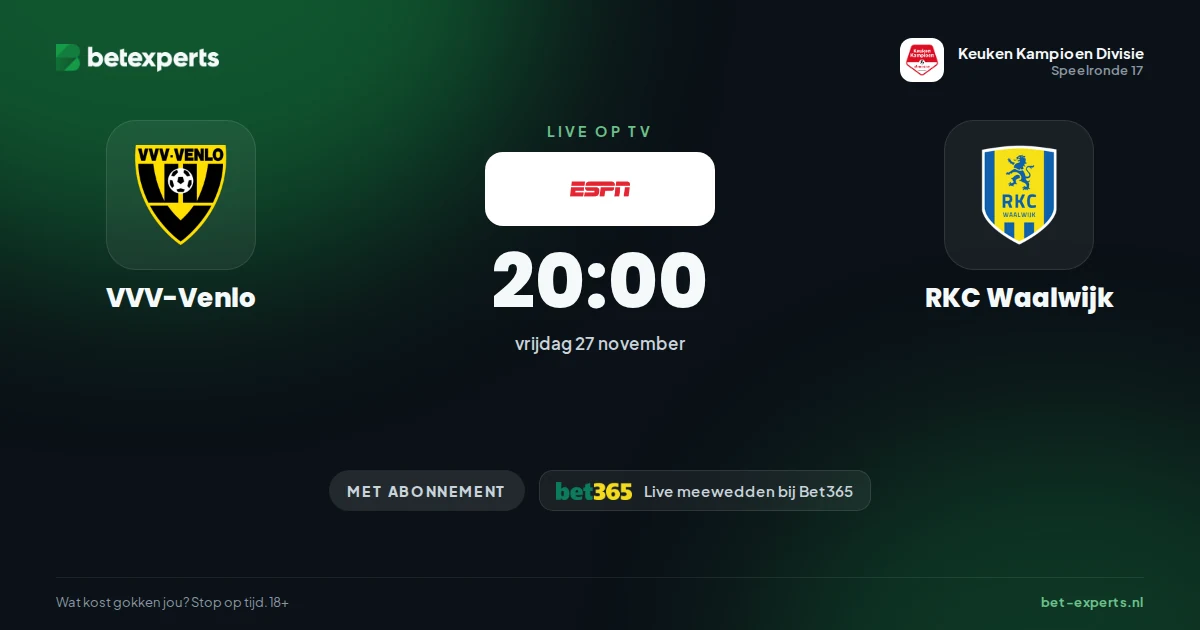 betexperts
Keuken Kampioen Divisie
Speelronde 17
LIVE OP TV
VVV-VENLO
ESPN
RKC
WAALWIJK
20:00
VVV-Venlo
RKC Waalwijk
vrijdag 27 november
MET ABONNEMENT
bet365 Live meewedden bij Bet365
Wat kost gokken jou? Stop op tijd. 18+
bet-experts.nl